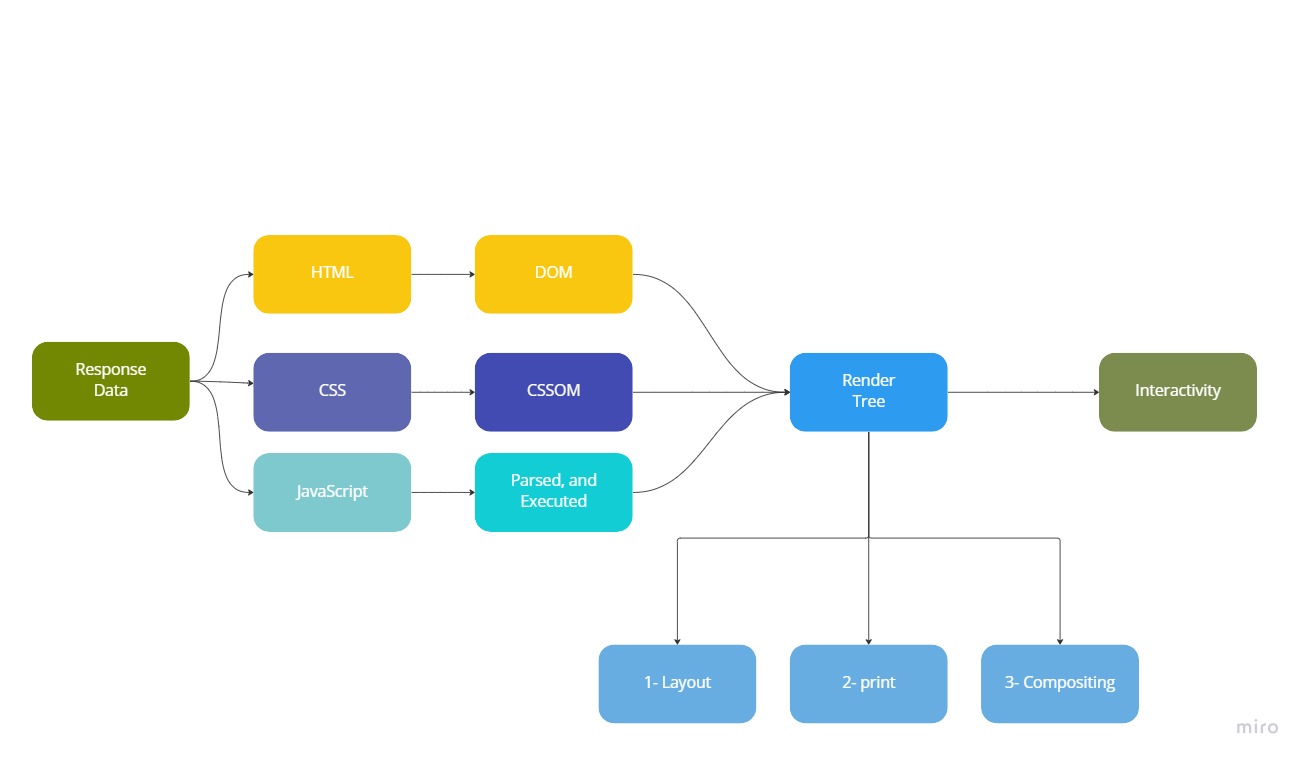 HTML
DOM
Response
Data
CSS
CSSOM
Render
Tree
Interactivity
JavaScript
Parsed, and
Executed
1- Layout
2- print
3- Compositing
miro